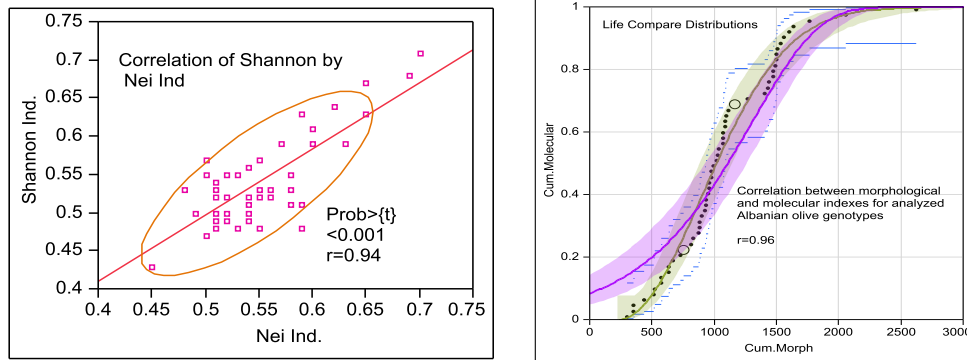 0.75
0.7
0.65
0.6
0.55
0.5
0.45
0.4
Shannon Ind.
Correlation of Shannon by
Nei Ind
Prob>{t}
<0.001
r=0.94
0.4 0.45 0.5 0.55 0.6 0.65 0.7 0.75
Nei Ind.
1
0.8
0.6
0.4
0.2
0
Cum.Molecular
Life Compare Distributions
Correlation between morphological
and molecular indexes for analyzed
Albanian olive genotypes
r=0.96
0 500 1000 1500 2000 2500 3000
Cum.Morph